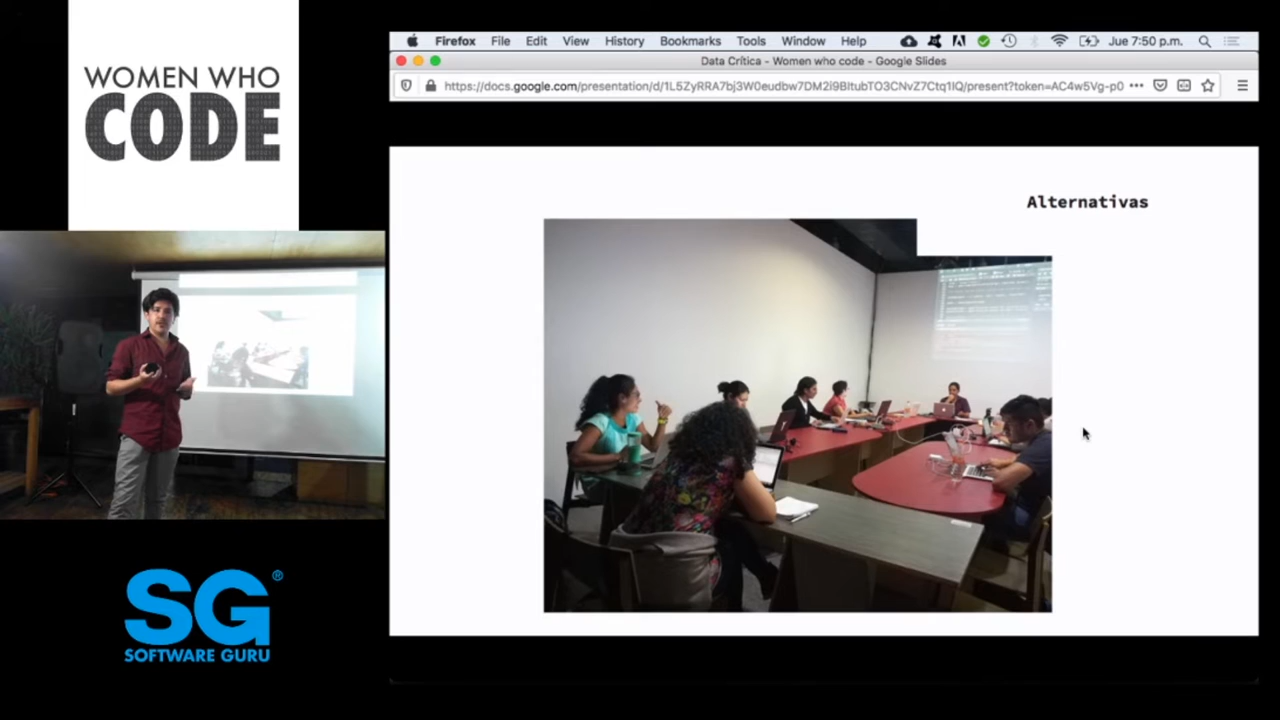 WOMEN WHO
CODE
Firefox File Edit View History Bookmarks Tools Window Help Jue 7:50 p.m.
Data Crítica - Women who code - Google Slides
https://docs.google.com/presentation/d/1L5ZyRRA7bj3W0eudbw7DM2i9BltubTO3CNvZ7Ctq1IQ/present?token=AC4w5Vg-p0
Alternativas
SG®
SOFTWARE GURU